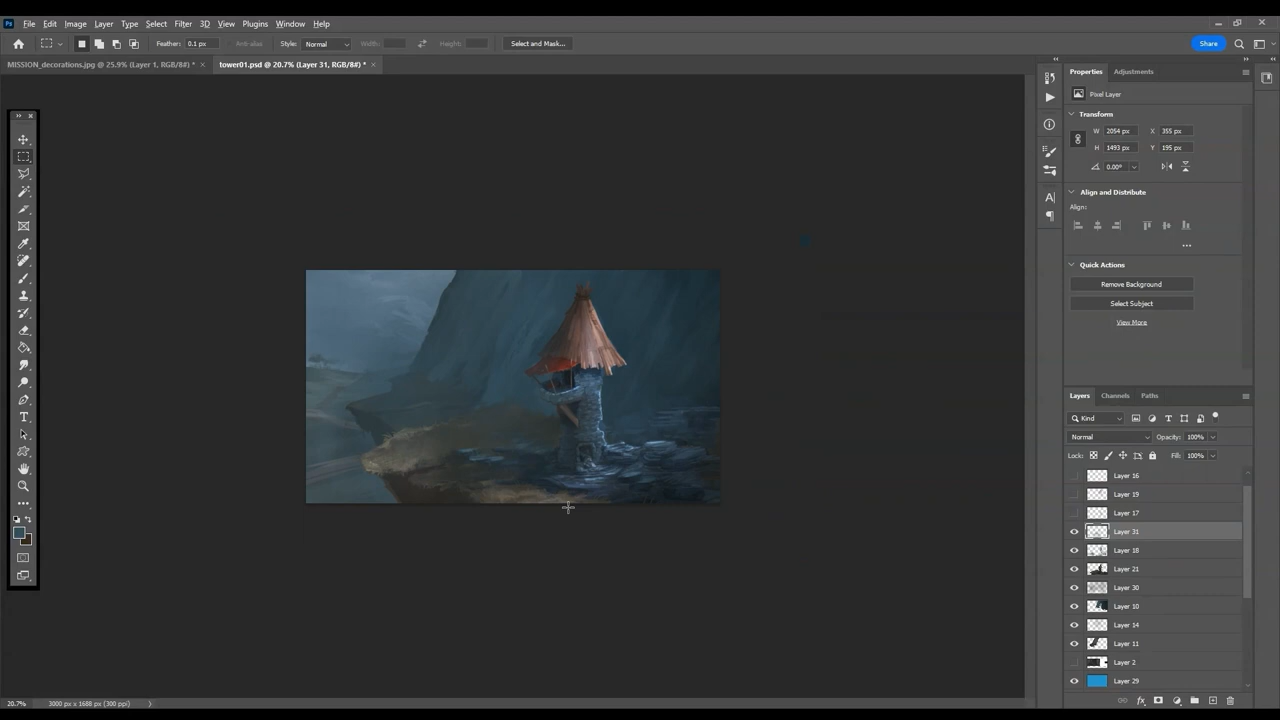 Ps File Edit Image Layer Type Select Filter 3D View Plugins Window Help
Feather: 0.1 px Anti-alias Style: Normal Width: Height: Select and Mask... Share
MISSION_decorations.jpg @ 25.9% (Layer 1, RGB/8#) * × tower01.psd @ 20.7% (Layer 31, RGB/8#) * ×
Properties Adjustments
Pixel Layer
Transform
W 2054 px X 355 px
H 1493 px Y 195 px
0.00°
Align and Distribute
Align:
Quick Actions
Remove Background
Select Subject
View More
Layers Channels Paths
Kind
Normal Opacity: 100%
Lock: Fill: 100%
Layer 16
Layer 19
Layer 17
Layer 31
Layer 18
Layer 21
Layer 30
Layer 10
Layer 14
Layer 11
Layer 2
Layer 29
20.7% 3000 px x 1688 px (300 ppi)